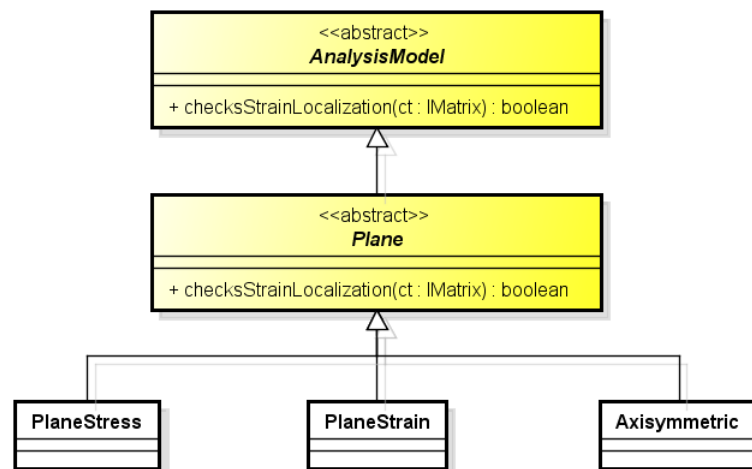 <<abstract>>
AnalysisModel
+ checksStrainLocalization(ct : IMatrix) : boolean
<<abstract>>
Plane
+ checksStrainLocalization(ct : IMatrix) : boolean
PlaneStress
PlaneStrain
Axisymmetric